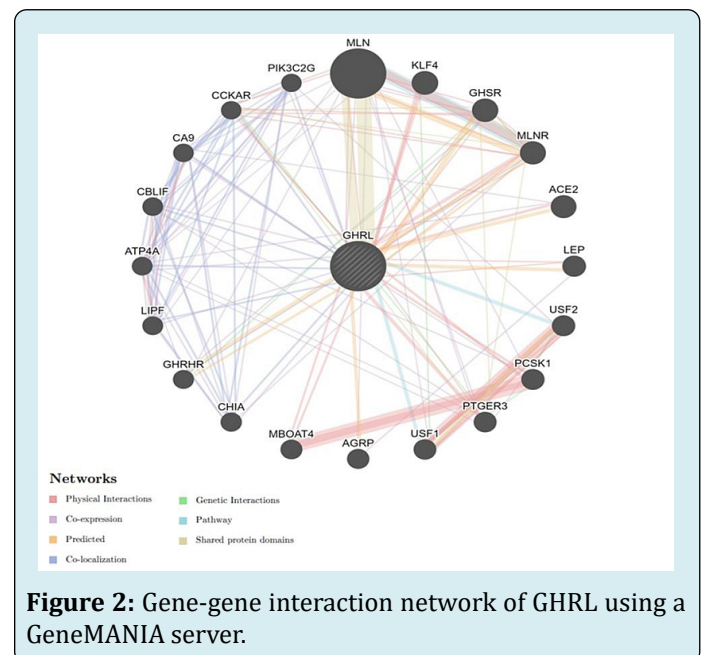 MLN
KLF4
PIK3C2G
GHSR
CCKAR
MLNR
CA9
ACE2
CBLIF
GHRL
LEP
ATP4A
USF2
LIPF
PCSK1
GHRHR
PTGER3
CHIA
MBOAT4
USF1
AGRP
Networks
Physical Interactions
Genetic Interactions
Co-expression
Pathway
Predicted
Shared protein domains
Co-localization
Figure 2: Gene-gene interaction network of GHRL using a
GeneMANIA server.